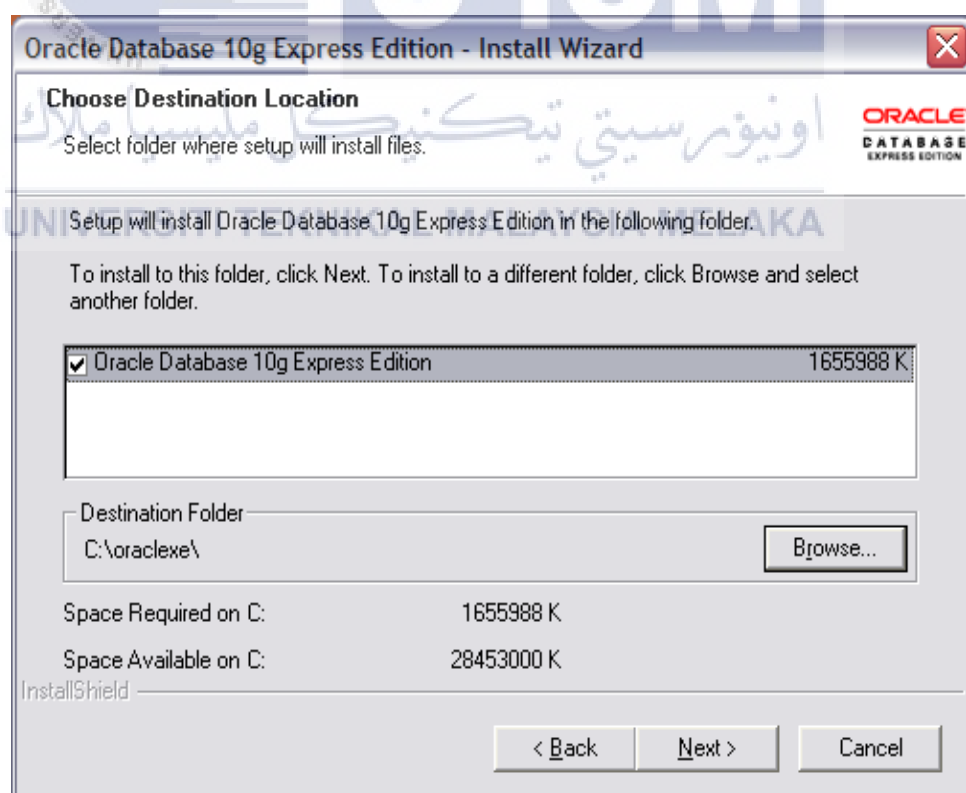 Oracle Database 10g Express Edition - Install Wizard
Choose Destination Location
Select folder where setup will install files.
اونيۏرسيتي تيكنيكل مليسيا ملاك
ORACLE
DATABASE
EXPRESS EDITION
UNIVERSITI TEKNIKAL MALAYSIA MELAKA
Setup will install Oracle Database 10g Express Edition in the following folder.
To install to this folder, click Next. To install to a different folder, click Browse and select
another folder.
Oracle Database 10g Express Edition 1655988 K
Destination Folder
C:\oraclexe\
Browse...
Space Required on C: 1655988 K
Space Available on C: 28453000 K
InstallShield
< Back Next > Cancel